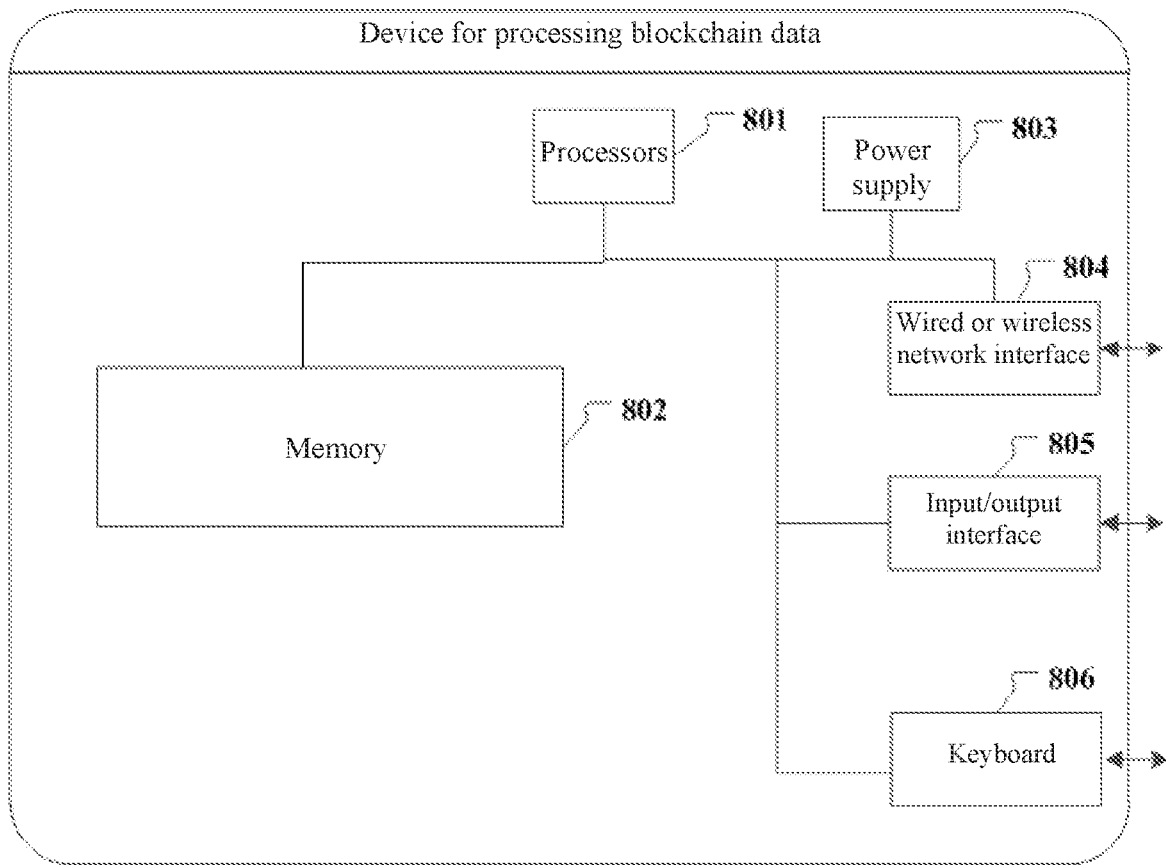 Device for processing blockchain data
801
Processors
803
Power
supply
804
Wired or wireless
network interface
802
Memory
805
Input/output
interface
806
Keyboard